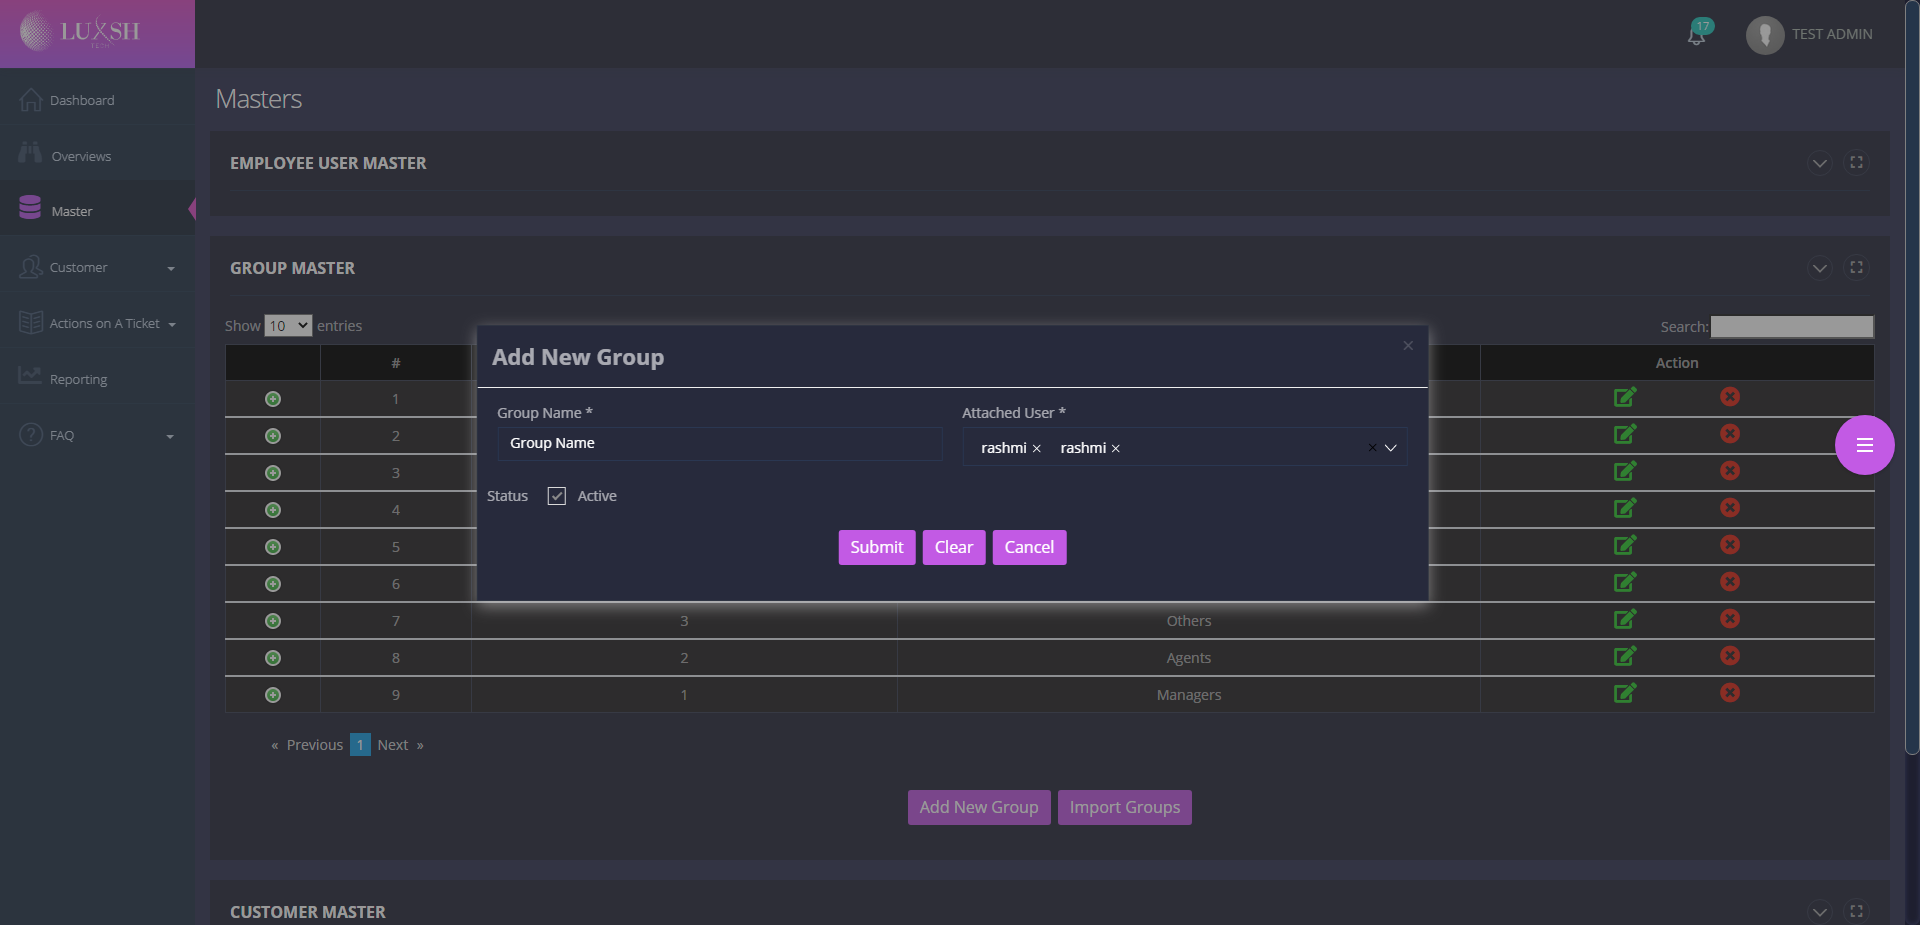 LUXSH
TECH
17
TEST ADMIN
Dashboard
Overviews
Master
Customer
Actions on A Ticket
Reporting
FAQ
Masters
EMPLOYEE USER MASTER
GROUP MASTER
Show 10 entries
Search:
# Action
1
2
3
4
5
6
7 3 Others
8 2 Agents
9 1 Managers
Add New Group ×
Group Name * Attached User *
Group Name rashmi × rashmi × ×
Status Active
Submit Clear Cancel
« Previous 1 Next »
Add New Group Import Groups
CUSTOMER MASTER